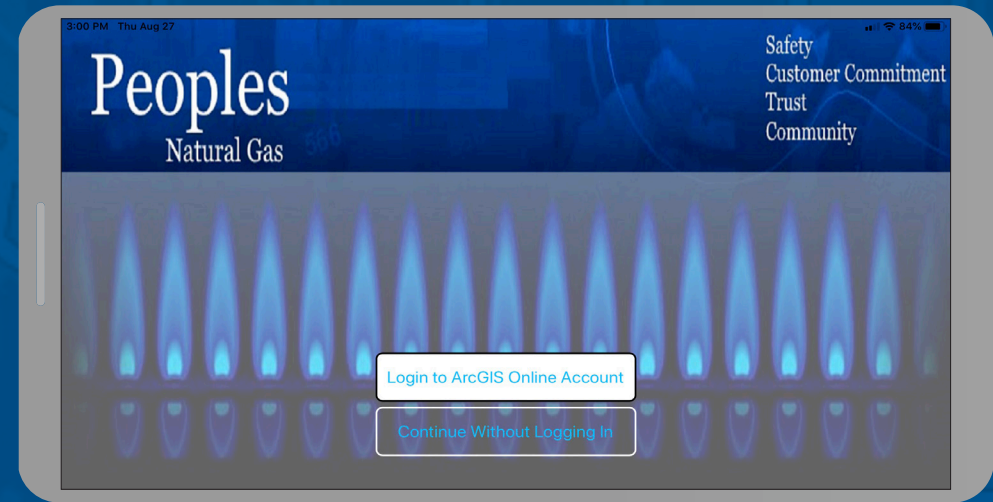 3:00 PM Thu Aug 27
84%
Peoples
Natural Gas
Safety
Customer Commitment
Trust
Community
566
Login to ArcGIS Online Account
Continue Without Logging In